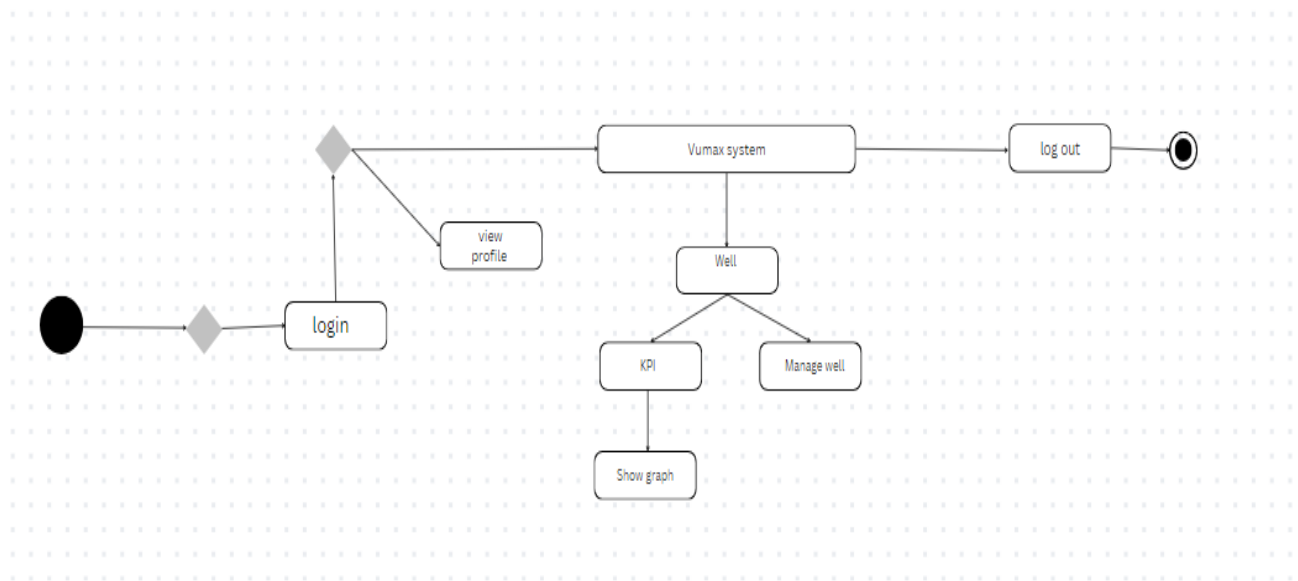 Vumax system
log out
view
profile
Well
login
KPI
Manage well
Show graph